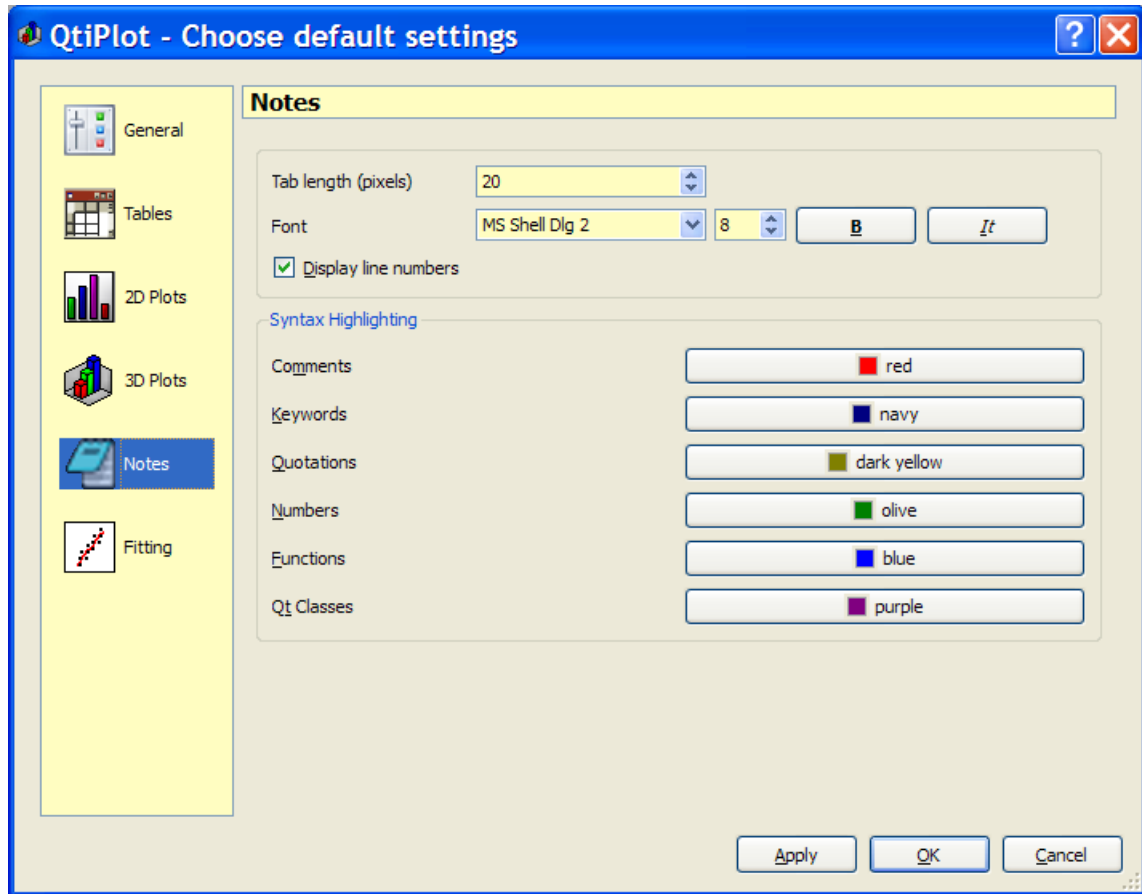 QtiPlot - Choose default settings
General
Tables
2D Plots
3D Plots
Notes
Fitting
Notes
Tab length (pixels) 20
Font MS Shell Dlg 2 8 B It
Display line numbers
Syntax Highlighting
Comments red
Keywords navy
Quotations dark yellow
Numbers olive
Functions blue
Qt Classes purple
Apply OK Cancel